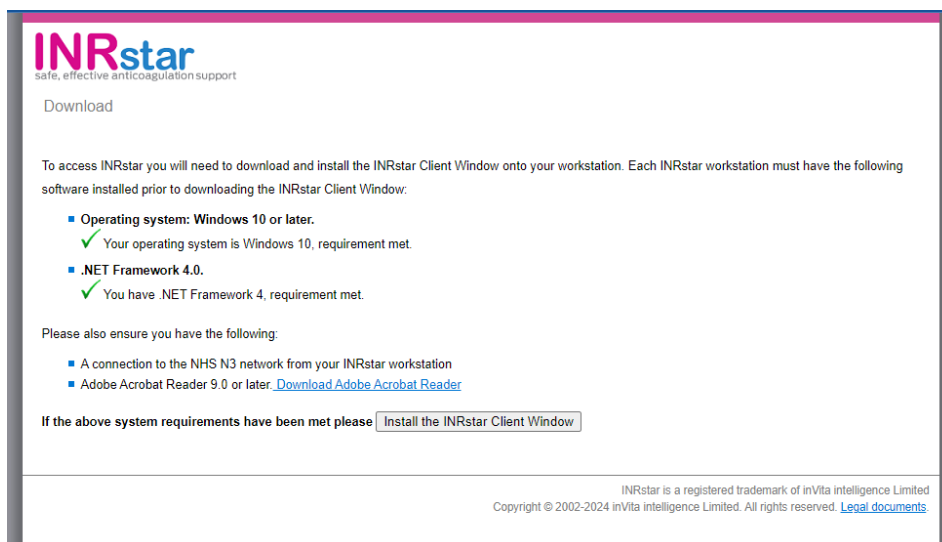 INRstar
safe, effective anticoagulation support
Download
To access INRstar you will need to download and install the INRstar Client Window onto your workstation. Each INRstar workstation must have the following
software installed prior to downloading the INRstar Client Window:
Operating system: Windows 10 or later.
Your operating system is Windows 10, requirement met.
.NET Framework 4.0.
You have .NET Framework 4, requirement met.
Please also ensure you have the following:
A connection to the NHS N3 network from your INRstar workstation
Adobe Acrobat Reader 9.0 or later. Download Adobe Acrobat Reader
If the above system requirements have been met please Install the INRstar Client Window
INRstar is a registered trademark of inVita intelligence Limited
Copyright © 2002-2024 inVita intelligence Limited. All rights reserved. Legal documents.